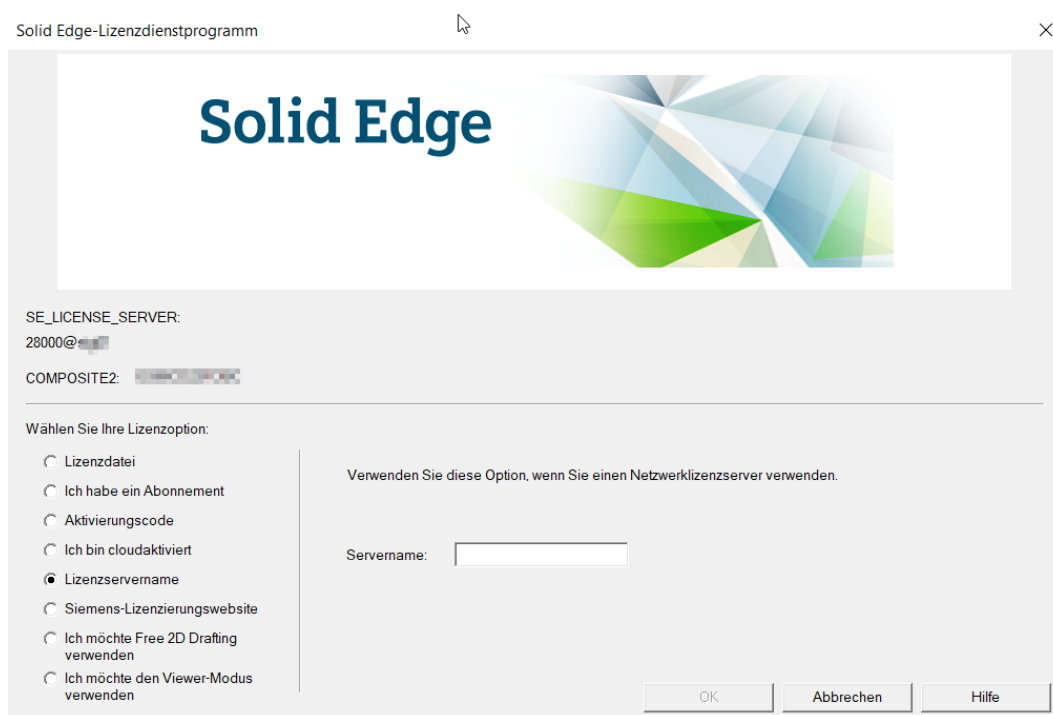 Solid Edge-Lizenzdienstprogramm
Solid Edge
SE_LICENSE_SERVER:
28000@
COMPOSITE2:
Wählen Sie Ihre Lizenzoption:
Lizenzdatei
Ich habe ein Abonnement
Aktivierungscode
Ich bin cloudaktiviert
Lizenzservername
Siemens-Lizenzierungswebsite
Ich möchte Free 2D Drafting
verwenden
Ich möchte den Viewer-Modus
verwenden
Verwenden Sie diese Option, wenn Sie einen Netzwerklizenzserver verwenden.
Servername:
OK
Abbrechen
Hilfe